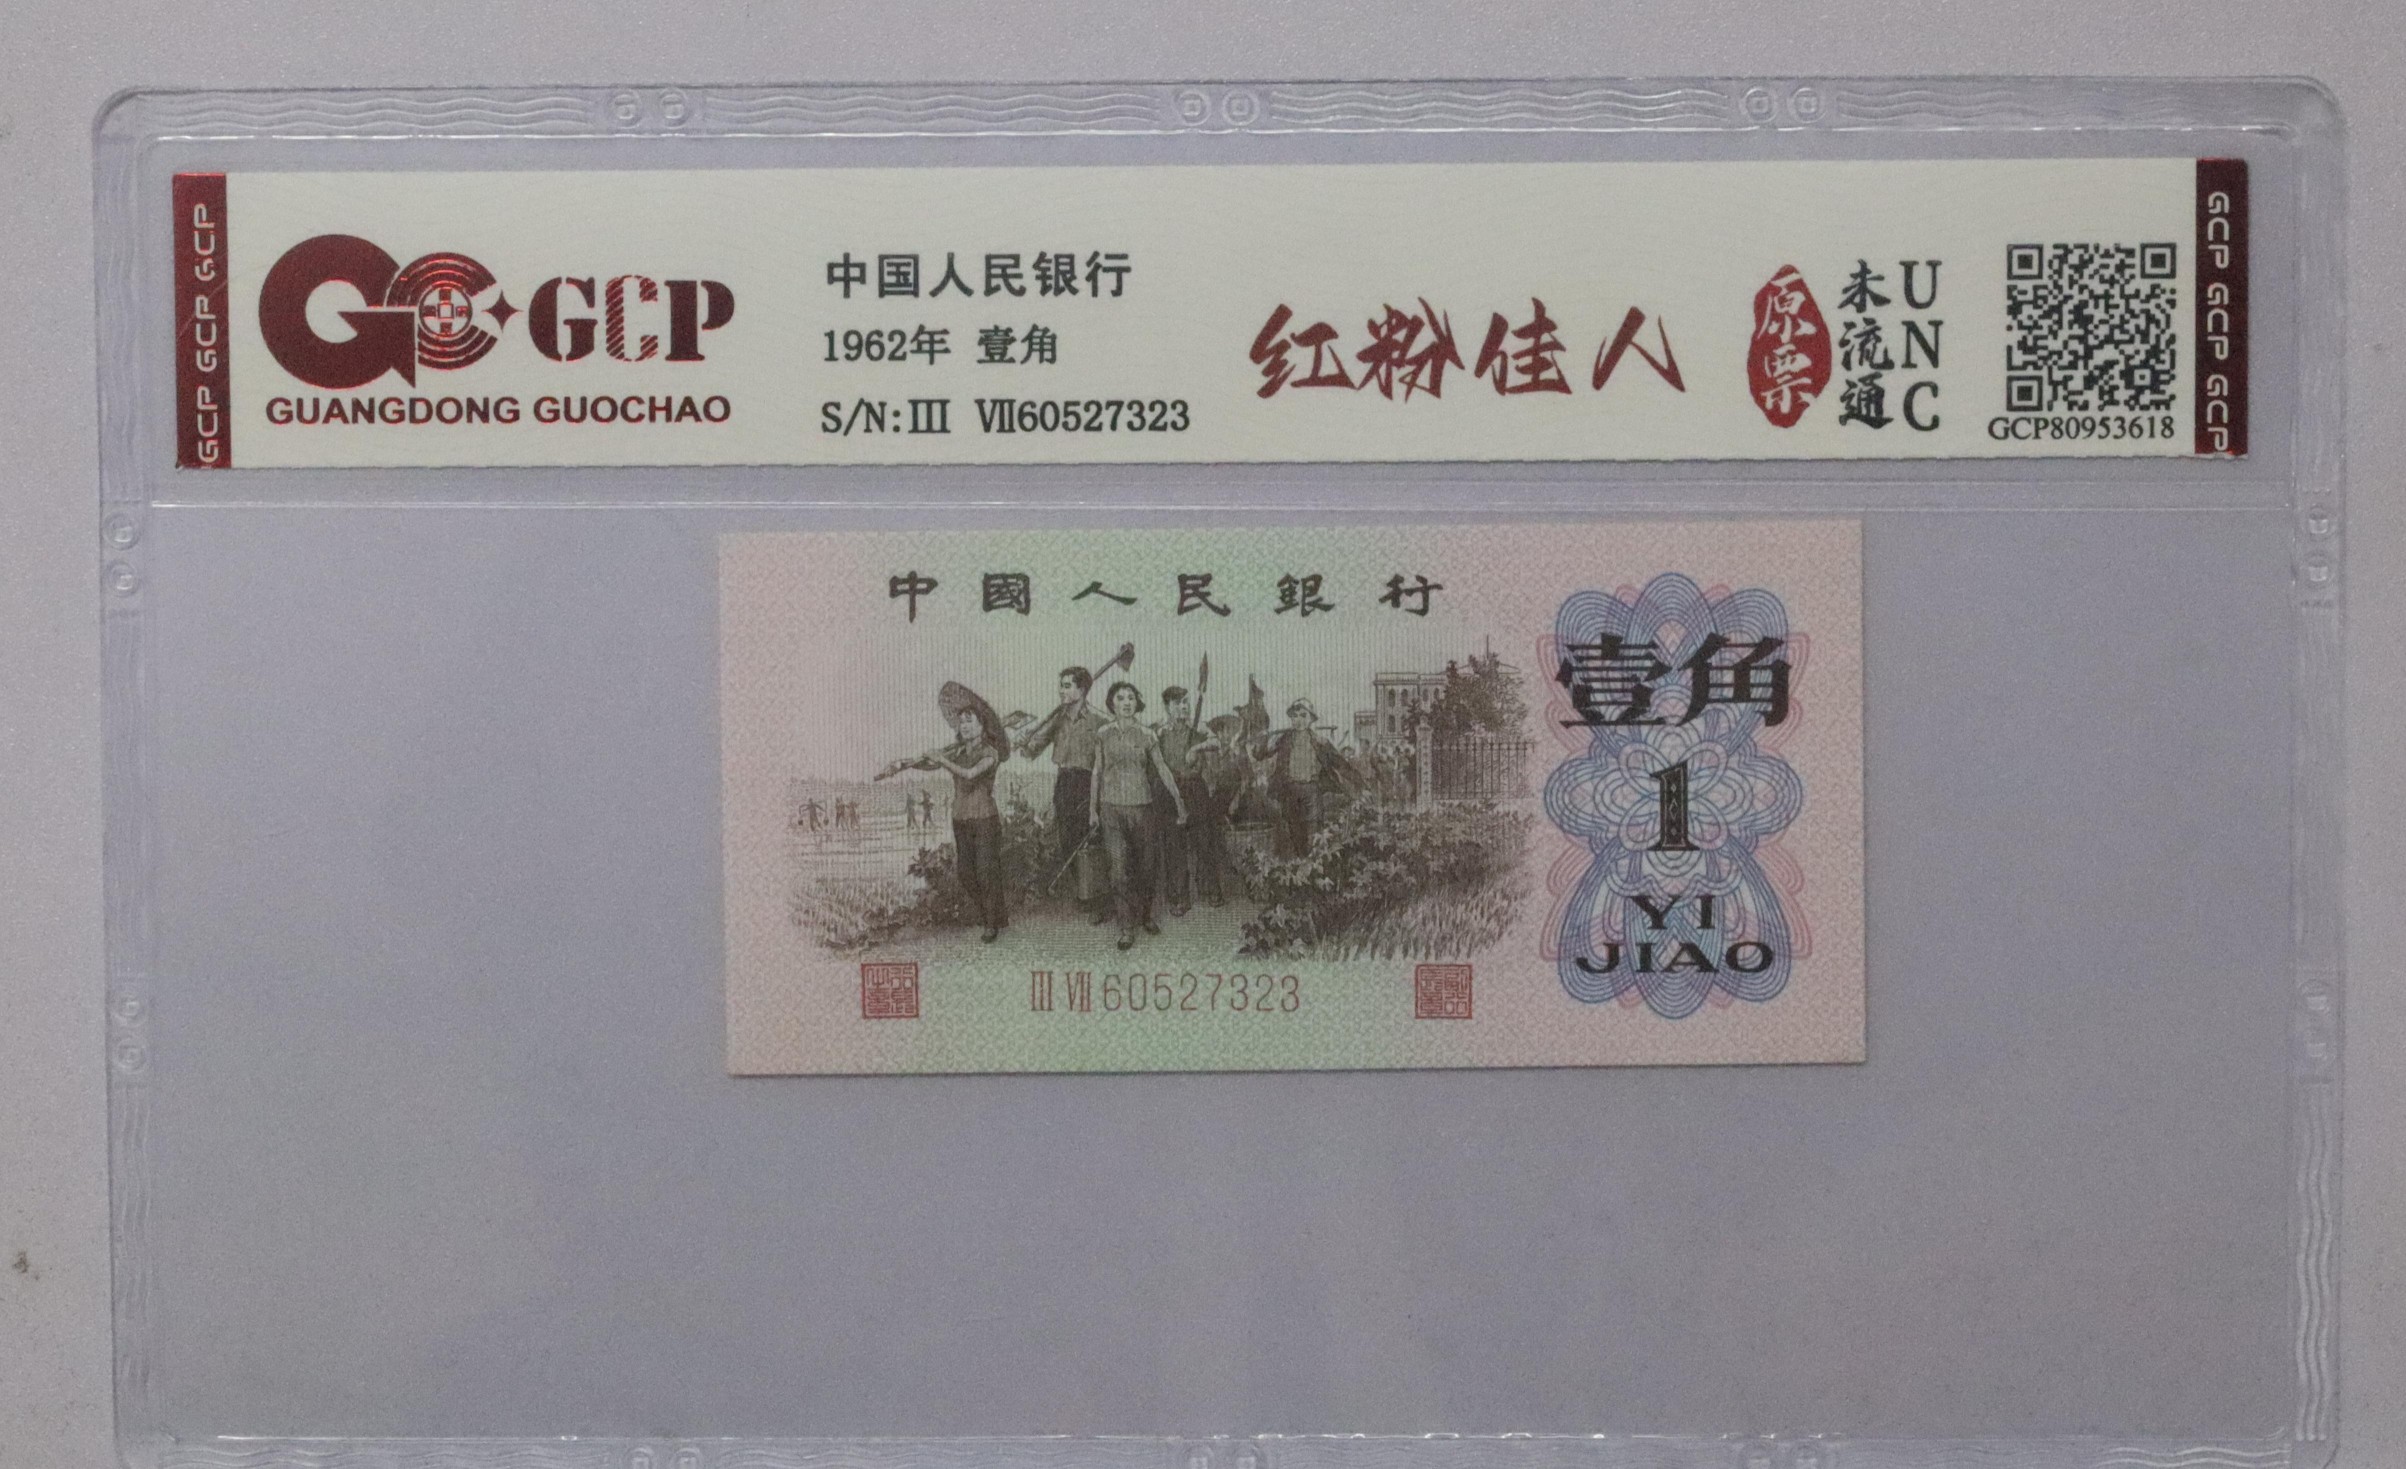 GCP GCP GCP
GC GCP
GUANGDONG GUOCHAO
中国人民银行
1962年 壹角
S/N:III VII60527323
红粉佳人
原票
未流通
UNC
GCP80953618
GCP GCP GCP
中國人民銀行
壹角
1
YI
JIAO
III VII 60527323